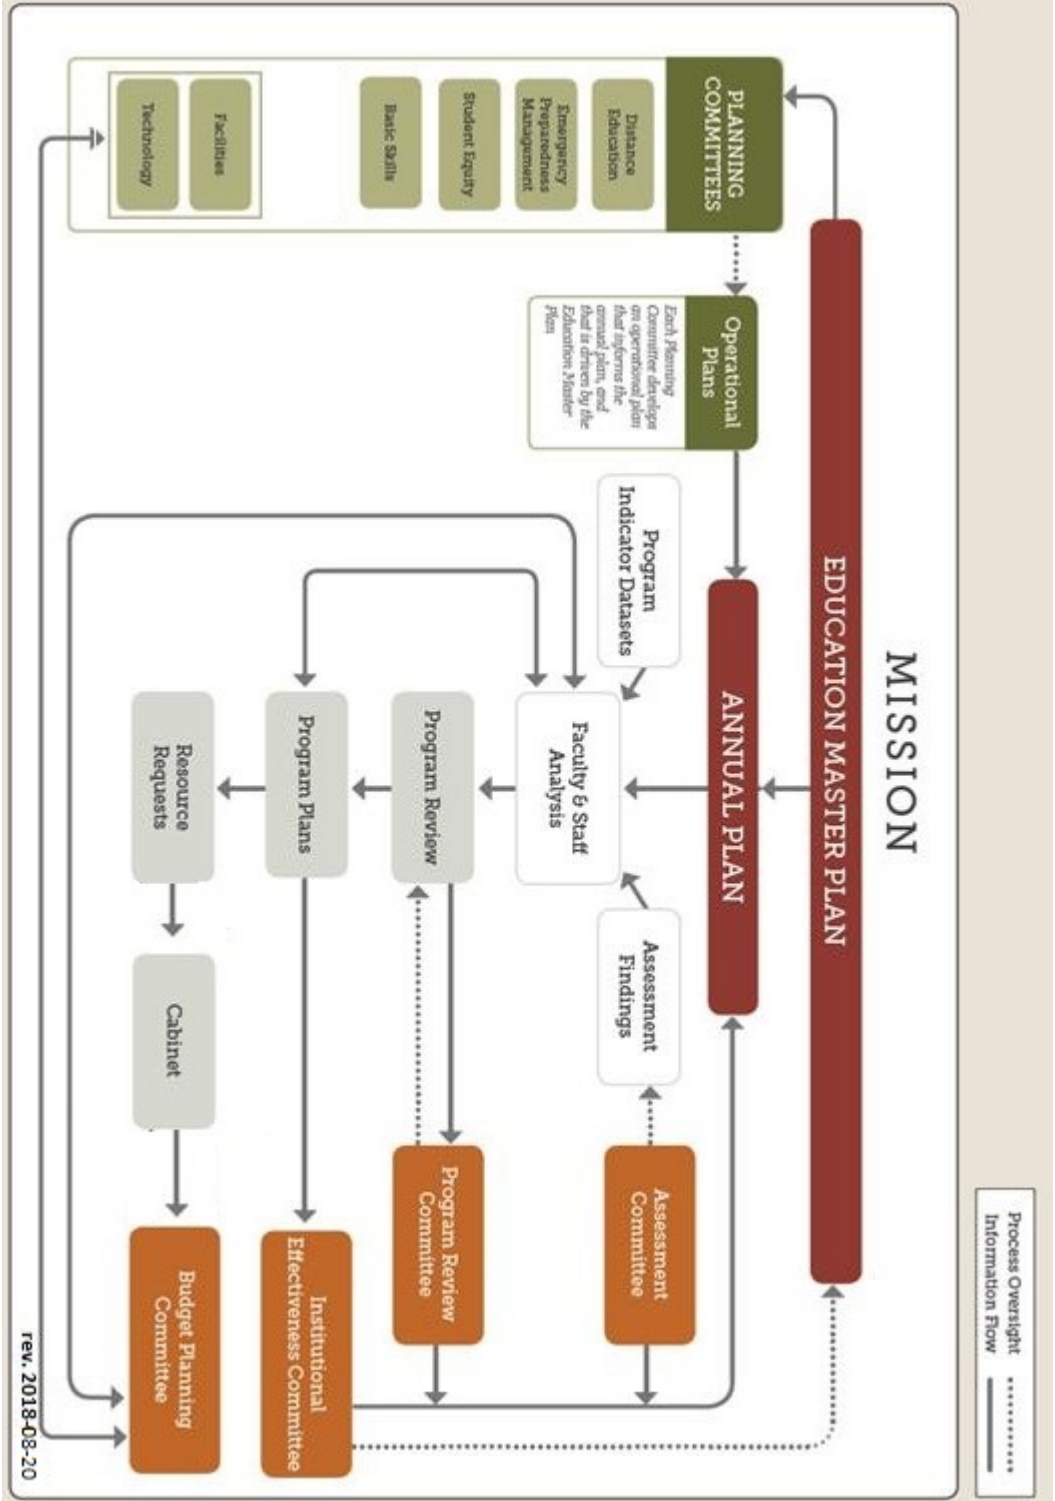 Process Oversight
Information Flow
MISSION
EDUCATION MASTER PLAN
PLANNING
COMMITTEES
Distance
Education
Emergency
Preparedness
Management
Student Equity
Basic Skills
Facilities
Technology
Operational
Plans
Each Planning
Committee develops
an operational plan
that informs the
annual plan, and
that is driven by the
Education Master
Plan
ANNUAL PLAN
Program
Indicator Datasets
Assessment
Findings
Assessment
Committee
Faculty & Staff
Analysis
Program Review
Program Review
Committee
Program Plans
Institutional
Effectiveness Committee
Resource
Requests
Cabinet
Budget Planning
Committee
rev. 2018-08-20